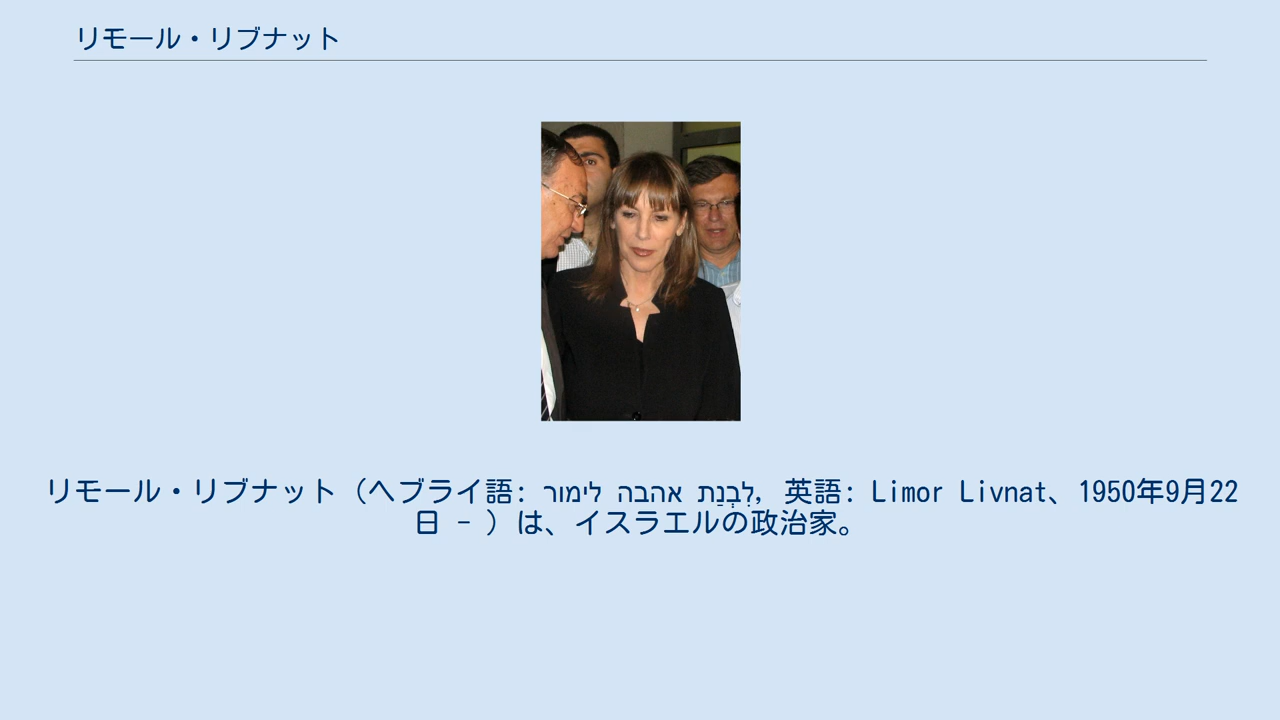 リモール・リブナット
リモール・リブナット（ヘブライ語: לִבְנַת אהבה לימור‎, 英語: Limor Livnat、1950年9月22
日 - ）は、イスラエルの政治家。